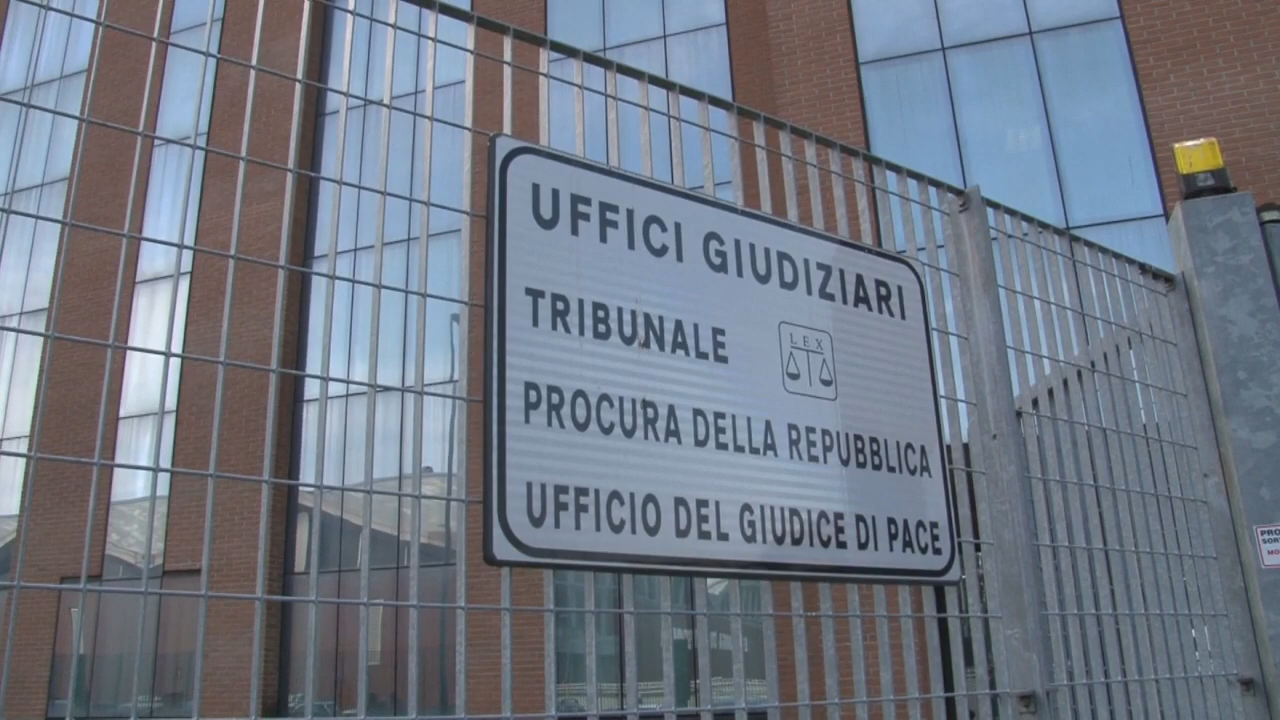 UFFICI GIUDIZIARI
TRIBUNALE
LEX
PROCURA DELLA REPUBBLICA
UFFICIO DEL GIUDICE DI PACE